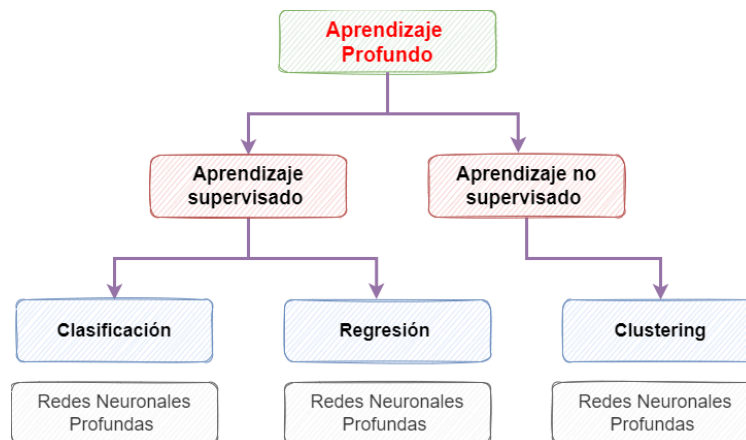 Aprendizaje
Profundo
Aprendizaje
supervisado
Aprendizaje no
supervisado
Clasificación
Regresión
Clustering
Redes Neuronales
Profundas
Redes Neuronales
Profundas
Redes Neuronales
Profundas